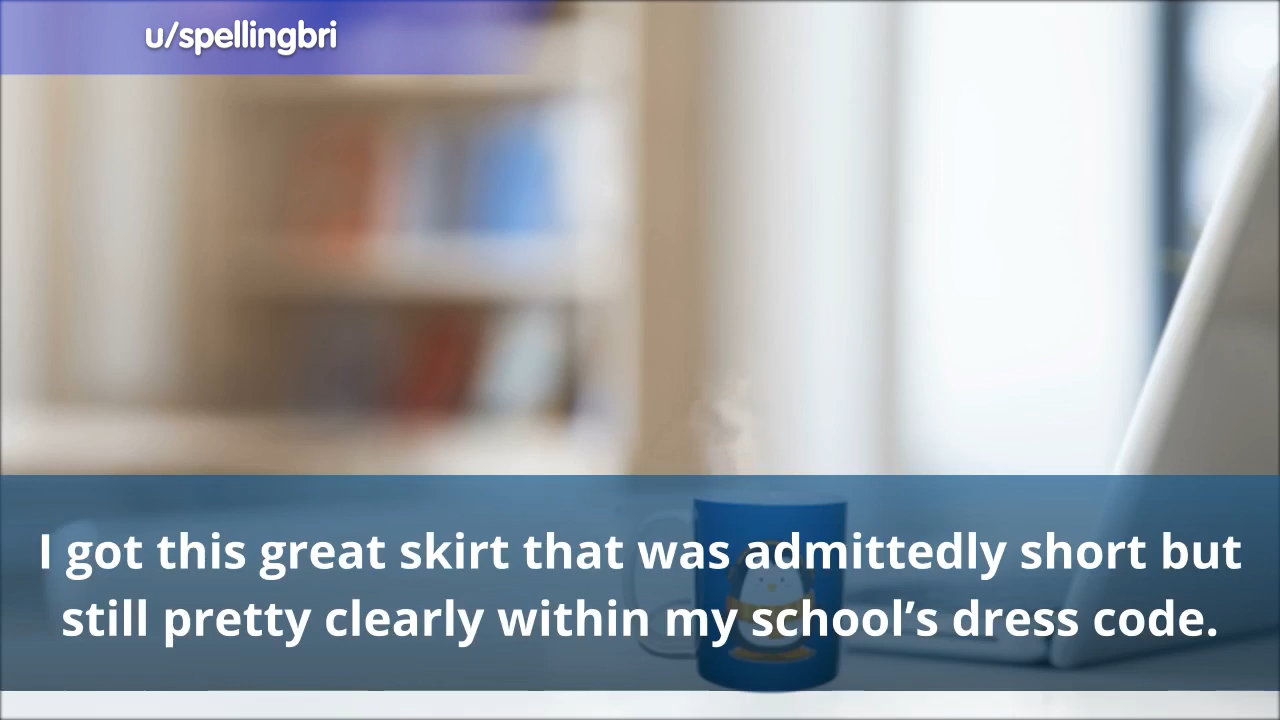 u/spellingbri
I got this great skirt that was admittedly short but
still pretty clearly within my school’s dress code.